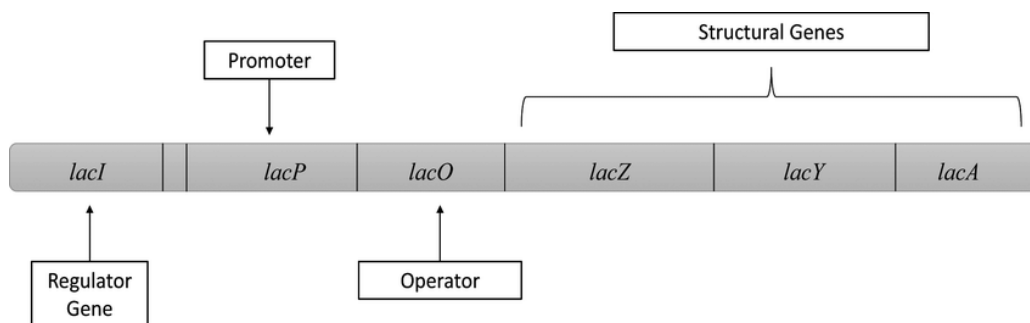 Structural Genes
Promoter
lacI lacP lacO lacZ lacY lacA
Regulator
Gene
Operator